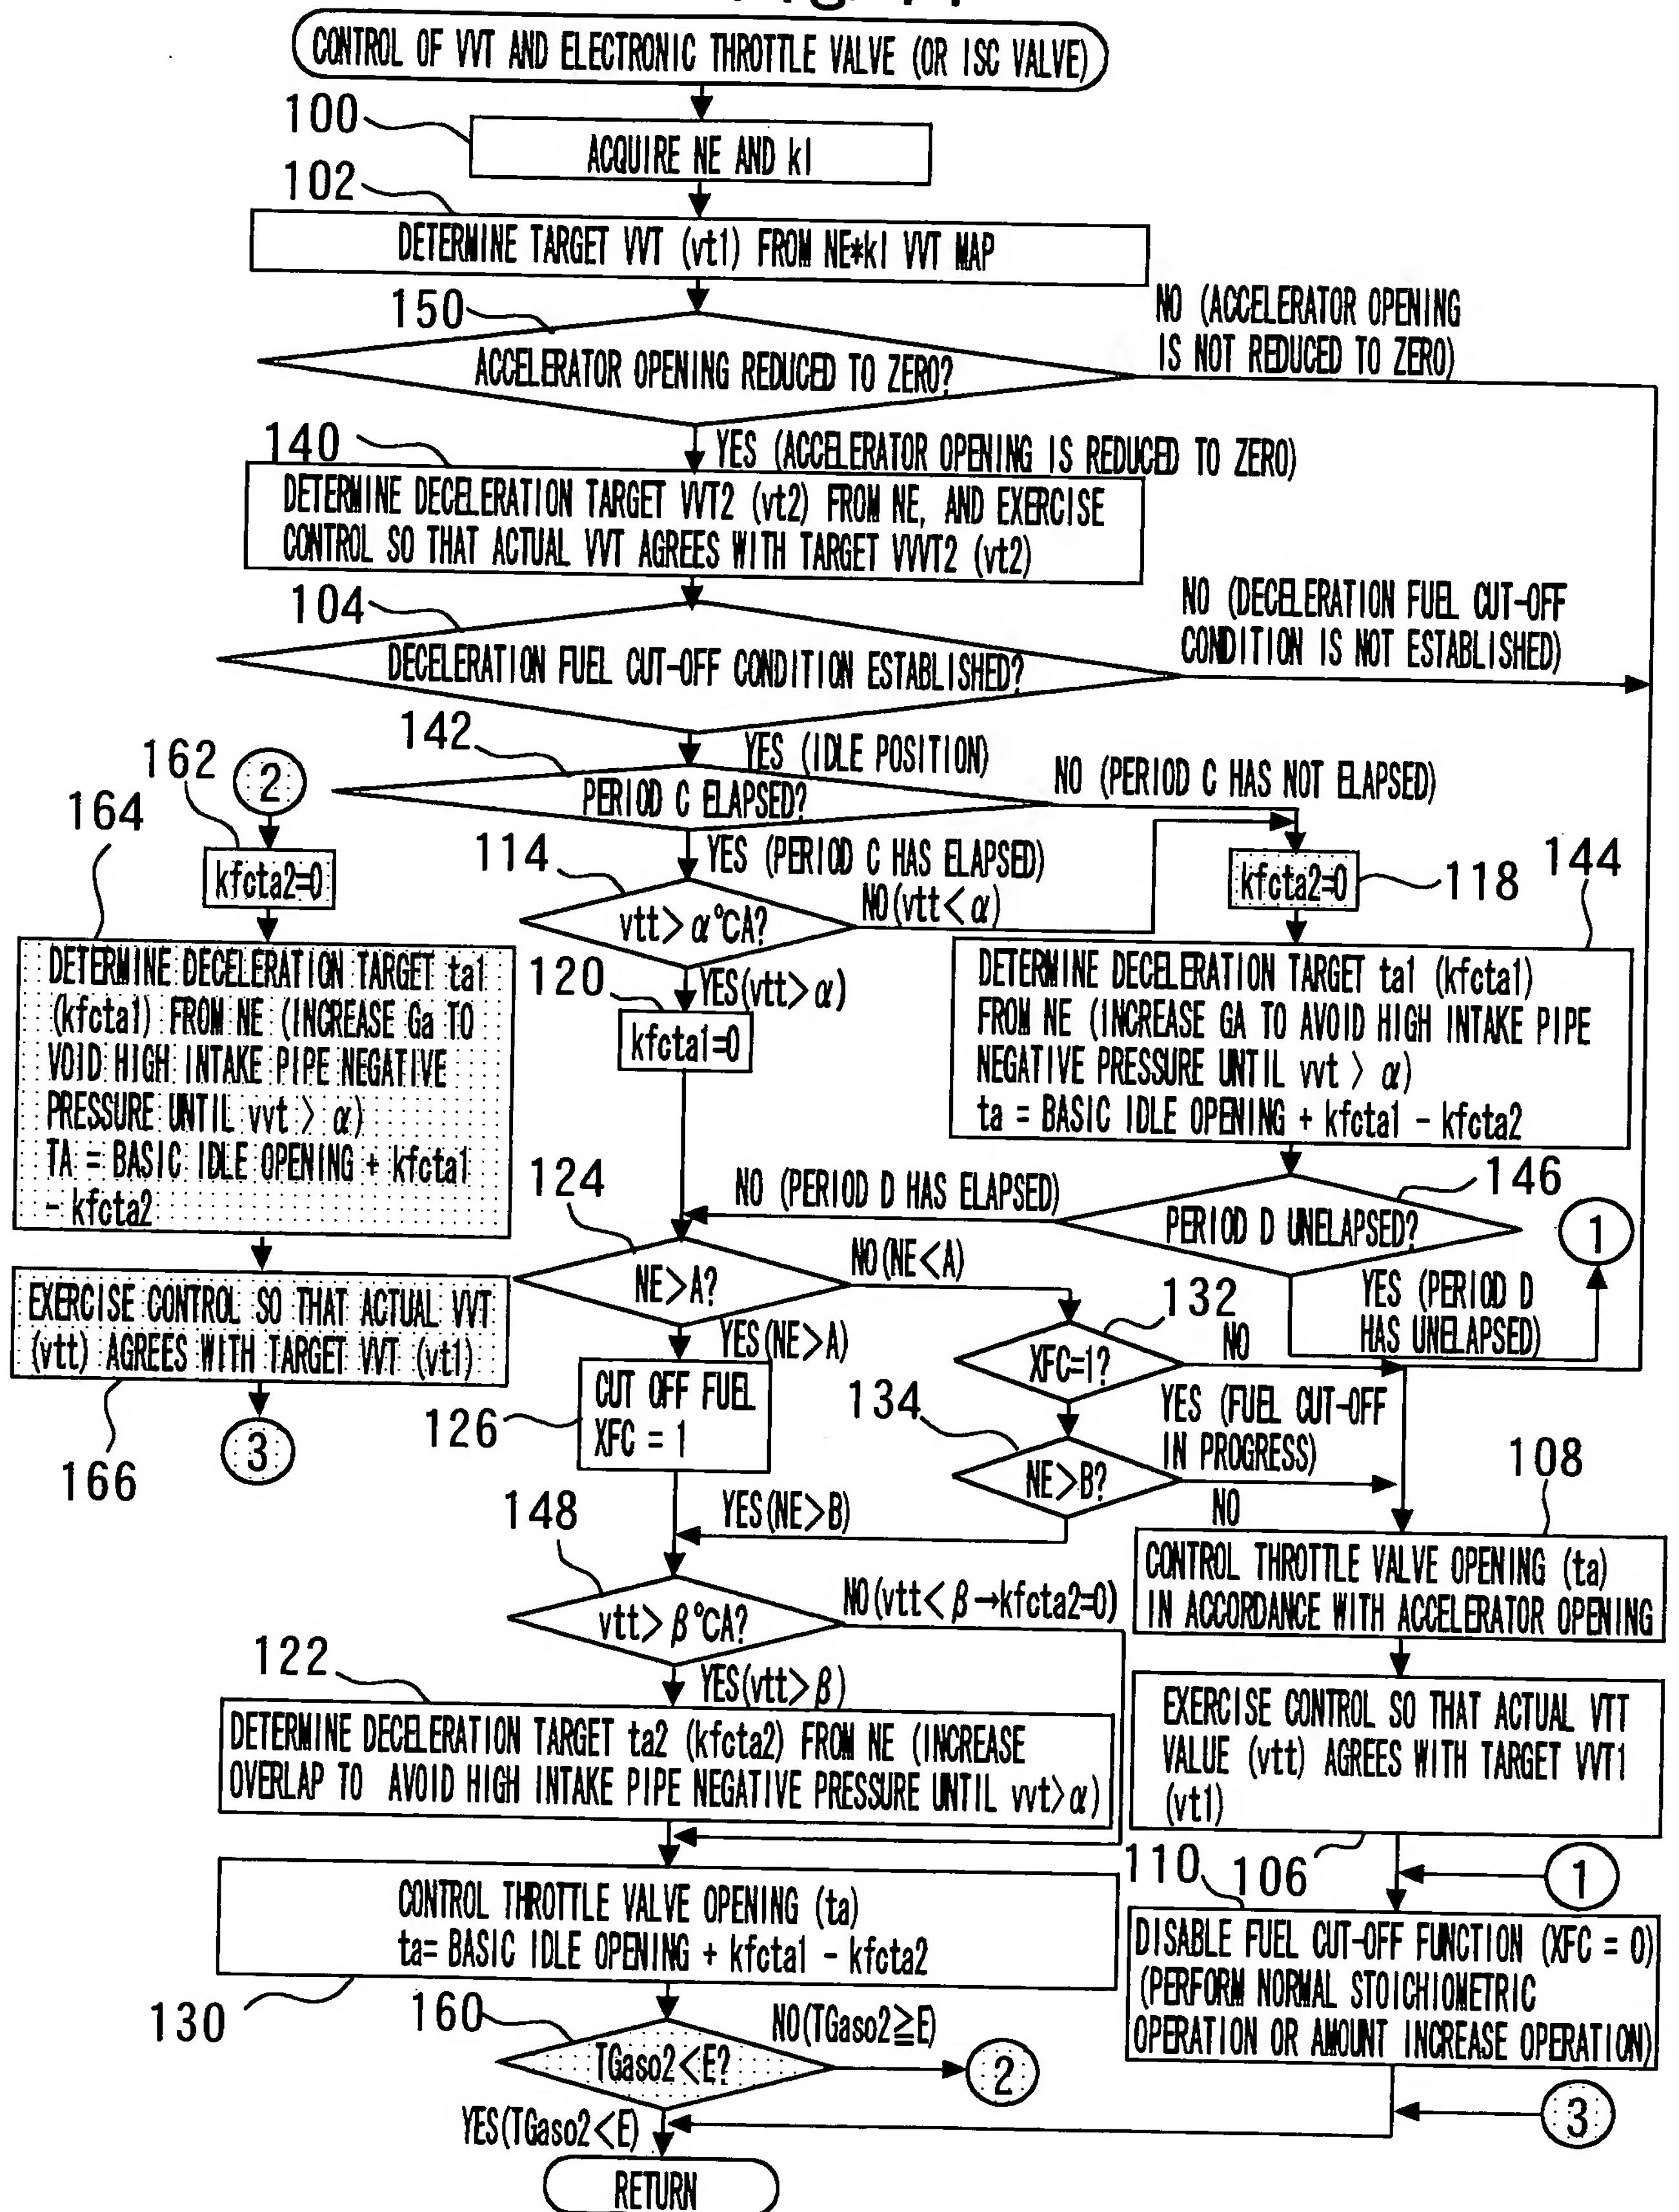 CONTROL OF VVT AND ELECTRONIC THROTTLE VALVE (OR ISC VALVE)
100
ACQUIRE NE AND kl
102
DETERMINE TARGET VVT (vt1) FROM NE*kl VVT MAP
150
ACCELERATOR OPENING REDUCED TO ZERO?
NO (ACCELERATOR OPENING
IS NOT REDUCED TO ZERO)
YES (ACCELERATOR OPENING IS REDUCED TO ZERO)
140
DETERMINE DECELERATION TARGET VVT2 (vt2) FROM NE, AND EXERCISE
CONTROL SO THAT ACTUAL VVT AGREES WITH TARGET VVVT2 (vt2)
104
DECELERATION FUEL CUT-OFF CONDITION ESTABLISHED?
NO (DECELERATION FUEL CUT-OFF
CONDITION IS NOT ESTABLISHED)
YES (IDLE POSITION)
142
PERIOD C ELAPSED?
NO (PERIOD C HAS NOT ELAPSED)
YES (PERIOD C HAS ELAPSED)
114
vtt>α°CA?
NO(vtt<α)
YES(vtt>α)
120
kfcta1=0
kfcta2=0
118
144
DETERMINE DECELERATION TARGET ta1 (kfcta1)
FROM NE (INCREASE GA TO AVOID HIGH INTAKE PIPE
NEGATIVE PRESSURE UNTIL vvt > α)
ta = BASIC IDLE OPENING + kfcta1 - kfcta2
146
PERIOD D UNELAPSED?
NO (PERIOD D HAS ELAPSED)
YES (PERIOD D
HAS UNELAPSED)
1
2
162
kfcta2=0
164
DETERMINE DECELERATION TARGET ta1
(kfcta1) FROM NE (INCREASE Ga TO
VOID HIGH INTAKE PIPE NEGATIVE
PRESSURE UNTIL vvt > α)
TA = BASIC IDLE OPENING + kfcta1
- kfcta2
EXERCISE CONTROL SO THAT ACTUAL VVT
(vtt) AGREES WITH TARGET VVT (vt1)
166
3
124
NE>A?
NO(NE<A)
YES(NE>A)
CUT OFF FUEL
XFC = 1
126
132
XFC=1?
NO
YES (FUEL CUT-OFF
IN PROGRESS)
134
NE>B?
NO
YES(NE>B)
148
vtt>β°CA?
NO(vtt<β→kfcta2=0)
YES(vtt>β)
122
DETERMINE DECELERATION TARGET ta2 (kfcta2) FROM NE (INCREASE
OVERLAP TO AVOID HIGH INTAKE PIPE NEGATIVE PRESSURE UNTIL vvt>α)
CONTROL THROTTLE VALVE OPENING (ta)
ta= BASIC IDLE OPENING + kfcta1 - kfcta2
130
108
CONTROL THROTTLE VALVE OPENING (ta)
IN ACCORDANCE WITH ACCELERATOR OPENING
EXERCISE CONTROL SO THAT ACTUAL VTT
VALUE (vtt) AGREES WITH TARGET VVT1
(vt1)
106
1
110
DISABLE FUEL CUT-OFF FUNCTION (XFC = 0)
(PERFORM NORMAL STOICHIOMETRIC
OPERATION OR AMOUNT INCREASE OPERATION)
160
TGaso2<E?
NO(TGaso2≧E)
2
3
YES(TGaso2<E)
RETURN